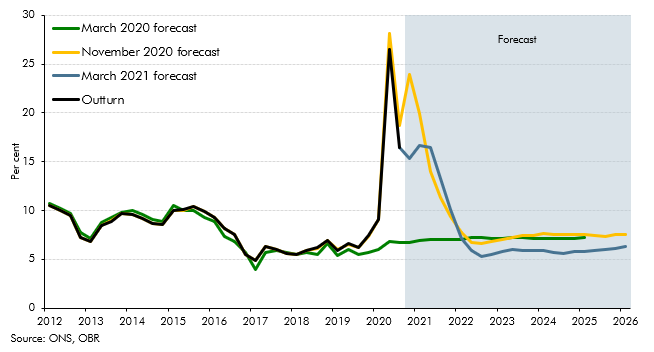 30
25
20
15
10
5
0
Per cent
March 2020 forecast
November 2020 forecast
March 2021 forecast
Outturn
Forecast
2012 2013 2014 2015 2016 2017 2018 2019 2020 2021 2022 2023 2024 2025 2026
Source: ONS, OBR